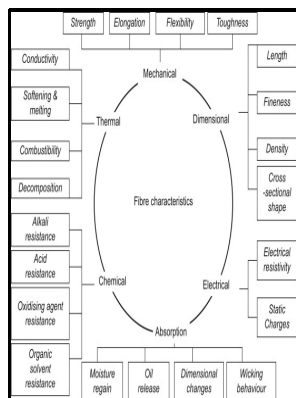 Strength
Elongation
Flexibility
Toughness
Mechanical
Conductivity
Softening &
melting
Combustibility
Decomposition
Thermal
Dimensional
Length
Fineness
Density
Cross
-sectional
shape
Fibre characteristics
Alkali
resistance
Acid
resistance
Oxidising agent
resistance
Organic
solvent
resistance
Chemical
Electrical
Electrical
resistivity
Static
Charges
Absorption
Moisture
regain
Oil
release
Dimensional
changes
Wicking
behaviour